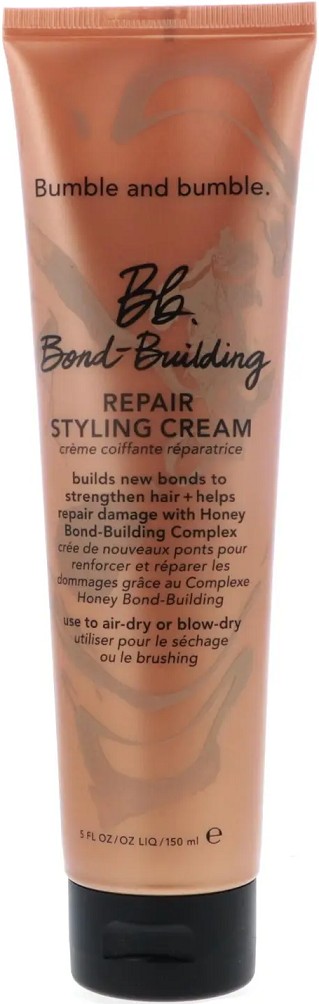 Bumble and bumble.
Bb.
Bond-Building
REPAIR
STYLING CREAM
crème coiffante réparatrice
builds new bonds to
strengthen hair + helps
repair damage with Honey
Bond-Building Complex
crée de nouveaux ponts pour
renforcer et réparer les
dommages grâce au Complexe
Honey Bond-Building
use to air-dry or blow-dry
utiliser pour le séchage
ou le brushing
5 FL OZ/OZ LIQ/150 ml ℮